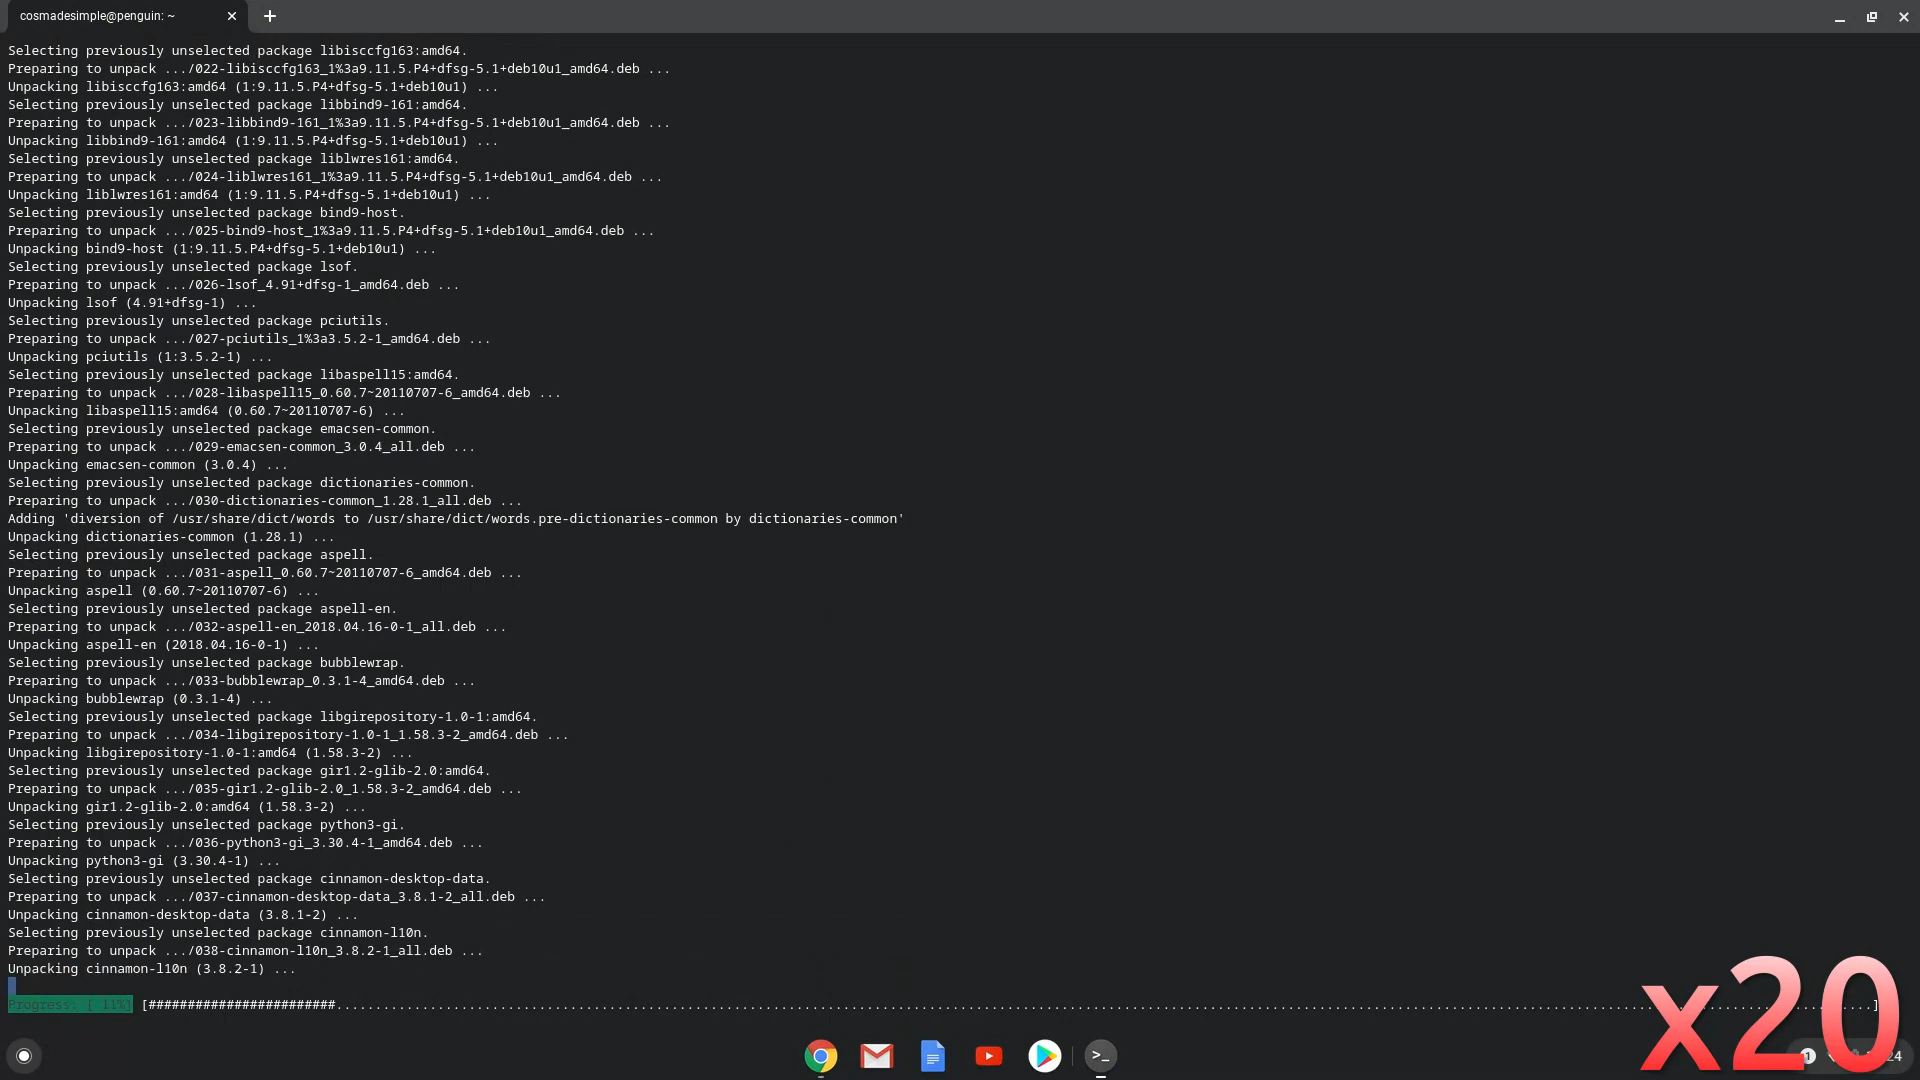 cosmadesimple@penguin: ~
Selecting previously unselected package libisccfg163:amd64.
Preparing to unpack .../022-libisccfg163_1%3a9.11.5.P4+dfsg-5.1+deb10u1_amd64.deb ...
Unpacking libisccfg163:amd64 (1:9.11.5.P4+dfsg-5.1+deb10u1) ...
Selecting previously unselected package libbind9-161:amd64.
Preparing to unpack .../023-libbind9-161_1%3a9.11.5.P4+dfsg-5.1+deb10u1_amd64.deb ...
Unpacking libbind9-161:amd64 (1:9.11.5.P4+dfsg-5.1+deb10u1) ...
Selecting previously unselected package liblwres161:amd64.
Preparing to unpack .../024-liblwres161_1%3a9.11.5.P4+dfsg-5.1+deb10u1_amd64.deb ...
Unpacking liblwres161:amd64 (1:9.11.5.P4+dfsg-5.1+deb10u1) ...
Selecting previously unselected package bind9-host.
Preparing to unpack .../025-bind9-host_1%3a9.11.5.P4+dfsg-5.1+deb10u1_amd64.deb ...
Unpacking bind9-host (1:9.11.5.P4+dfsg-5.1+deb10u1) ...
Selecting previously unselected package lsof.
Preparing to unpack .../026-lsof_4.91+dfsg-1_amd64.deb ...
Unpacking lsof (4.91+dfsg-1) ...
Selecting previously unselected package pciutils.
Preparing to unpack .../027-pciutils_1%3a3.5.2-1_amd64.deb ...
Unpacking pciutils (1:3.5.2-1) ...
Selecting previously unselected package libaspell15:amd64.
Preparing to unpack .../028-libaspell15_0.60.7~20110707-6_amd64.deb ...
Unpacking libaspell15:amd64 (0.60.7~20110707-6) ...
Selecting previously unselected package emacsen-common.
Preparing to unpack .../029-emacsen-common_3.0.4_all.deb ...
Unpacking emacsen-common (3.0.4) ...
Selecting previously unselected package dictionaries-common.
Preparing to unpack .../030-dictionaries-common_1.28.1_all.deb ...
Adding 'diversion of /usr/share/dict/words to /usr/share/dict/words.pre-dictionaries-common by dictionaries-common'
Unpacking dictionaries-common (1.28.1) ...
Selecting previously unselected package aspell.
Preparing to unpack .../031-aspell_0.60.7~20110707-6_amd64.deb ...
Unpacking aspell (0.60.7~20110707-6) ...
Selecting previously unselected package aspell-en.
Preparing to unpack .../032-aspell-en_2018.04.16-0-1_all.deb ...
Unpacking aspell-en (2018.04.16-0-1) ...
Selecting previously unselected package bubblewrap.
Preparing to unpack .../033-bubblewrap_0.3.1-4_amd64.deb ...
Unpacking bubblewrap (0.3.1-4) ...
Selecting previously unselected package libgirepository-1.0-1:amd64.
Preparing to unpack .../034-libgirepository-1.0-1_1.58.3-2_amd64.deb ...
Unpacking libgirepository-1.0-1:amd64 (1.58.3-2) ...
Selecting previously unselected package gir1.2-glib-2.0:amd64.
Preparing to unpack .../035-gir1.2-glib-2.0_1.58.3-2_amd64.deb ...
Unpacking gir1.2-glib-2.0:amd64 (1.58.3-2) ...
Selecting previously unselected package python3-gi.
Preparing to unpack .../036-python3-gi_3.30.4-1_amd64.deb ...
Unpacking python3-gi (3.30.4-1) ...
Selecting previously unselected package cinnamon-desktop-data.
Preparing to unpack .../037-cinnamon-desktop-data_3.8.1-2_all.deb ...
Unpacking cinnamon-desktop-data (3.8.1-2) ...
Selecting previously unselected package cinnamon-l10n.
Preparing to unpack .../038-cinnamon-l10n_3.8.2-1_all.deb ...
Unpacking cinnamon-l10n (3.8.2-1) ...
Progress: [ 11%] [########################...]
x20